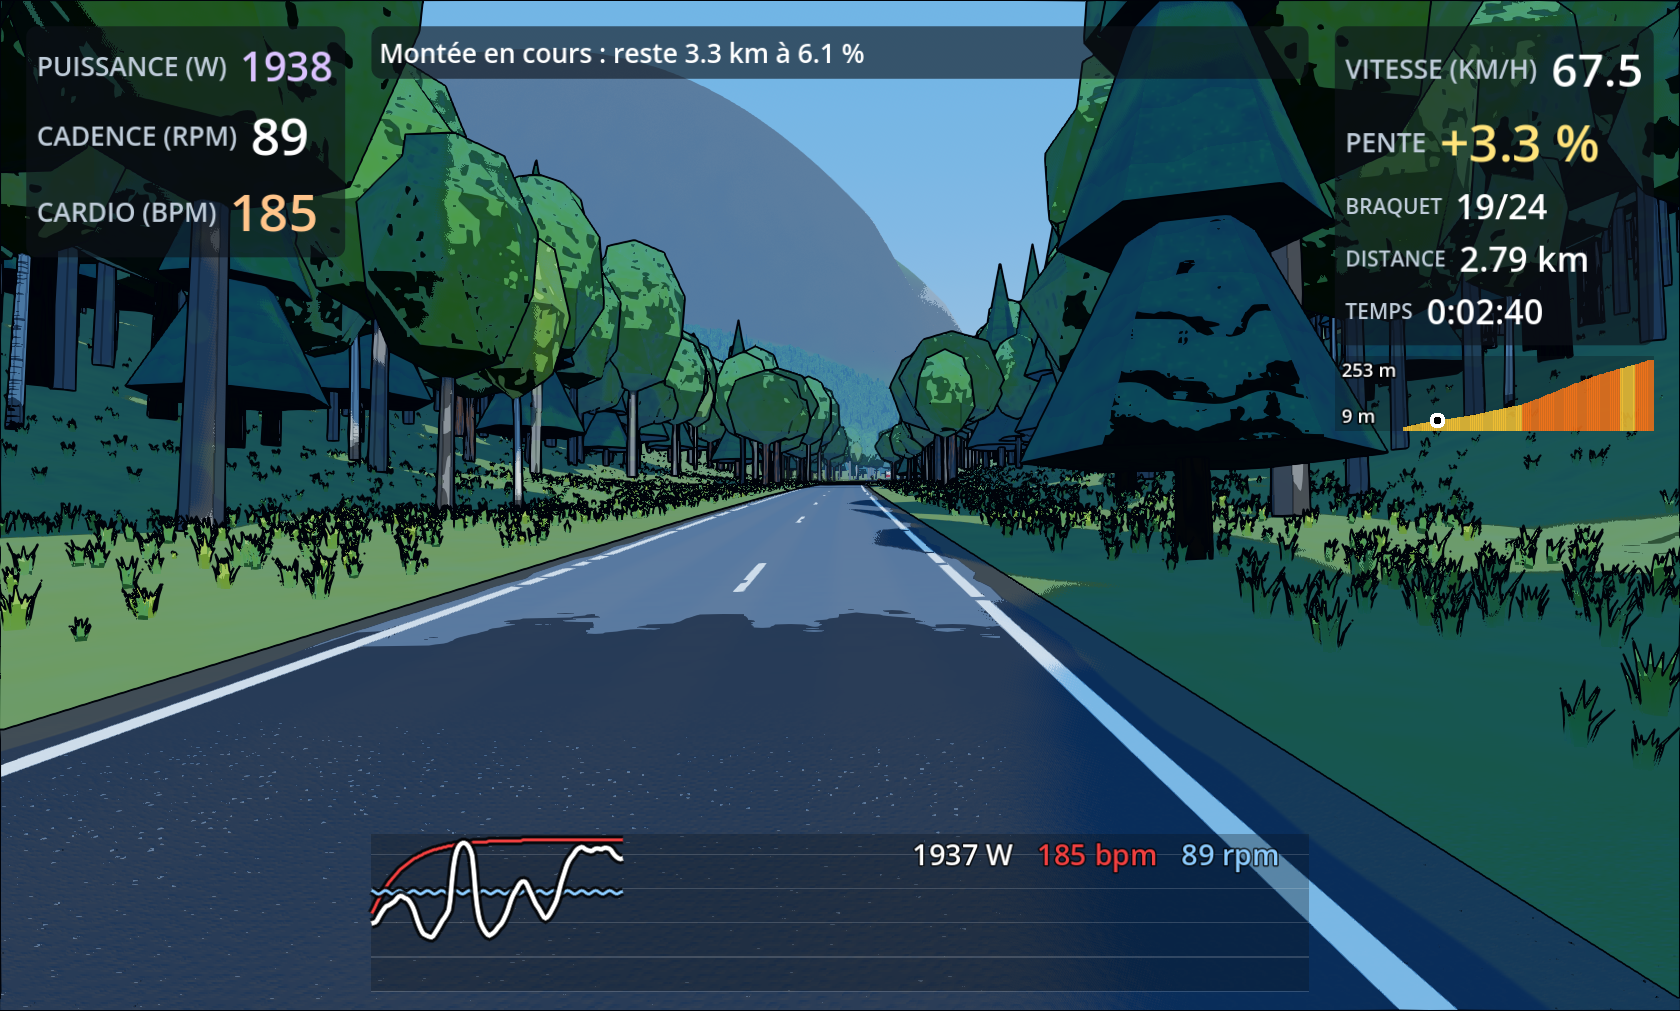 PUISSANCE (W) 1938
CADENCE (RPM) 89
CARDIO (BPM) 185
Montée en cours : reste 3.3 km à 6.1 %
VITESSE (KM/H) 67.5
PENTE +3.3 %
BRAQUET 19/24
DISTANCE 2.79 km
TEMPS 0:02:40
253 m
9 m
1937 W 185 bpm 89 rpm